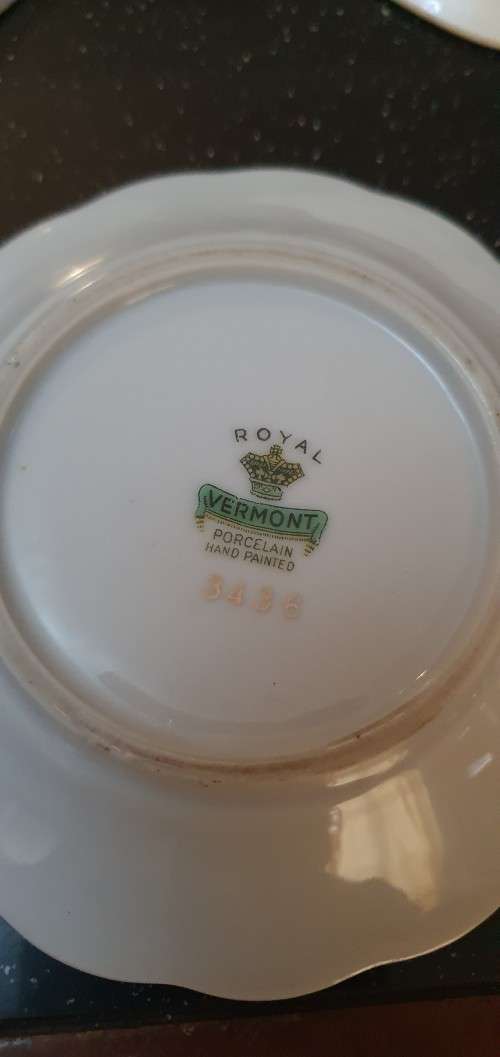 ROYAL
VERMONT
PORCELAIN
HAND PAINTED
3436